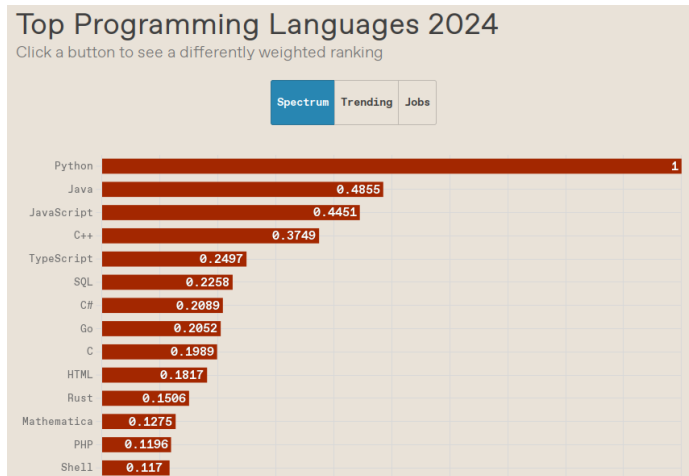 Top Programming Languages 2024
Click a button to see a differently weighted ranking
Spectrum Trending Jobs
Python 1
Java 0.4855
JavaScript 0.4451
C++ 0.3749
TypeScript 0.2497
SQL 0.2258
C# 0.2089
Go 0.2052
C 0.1989
HTML 0.1817
Rust 0.1506
Mathematica 0.1275
PHP 0.1196
Shell 0.117